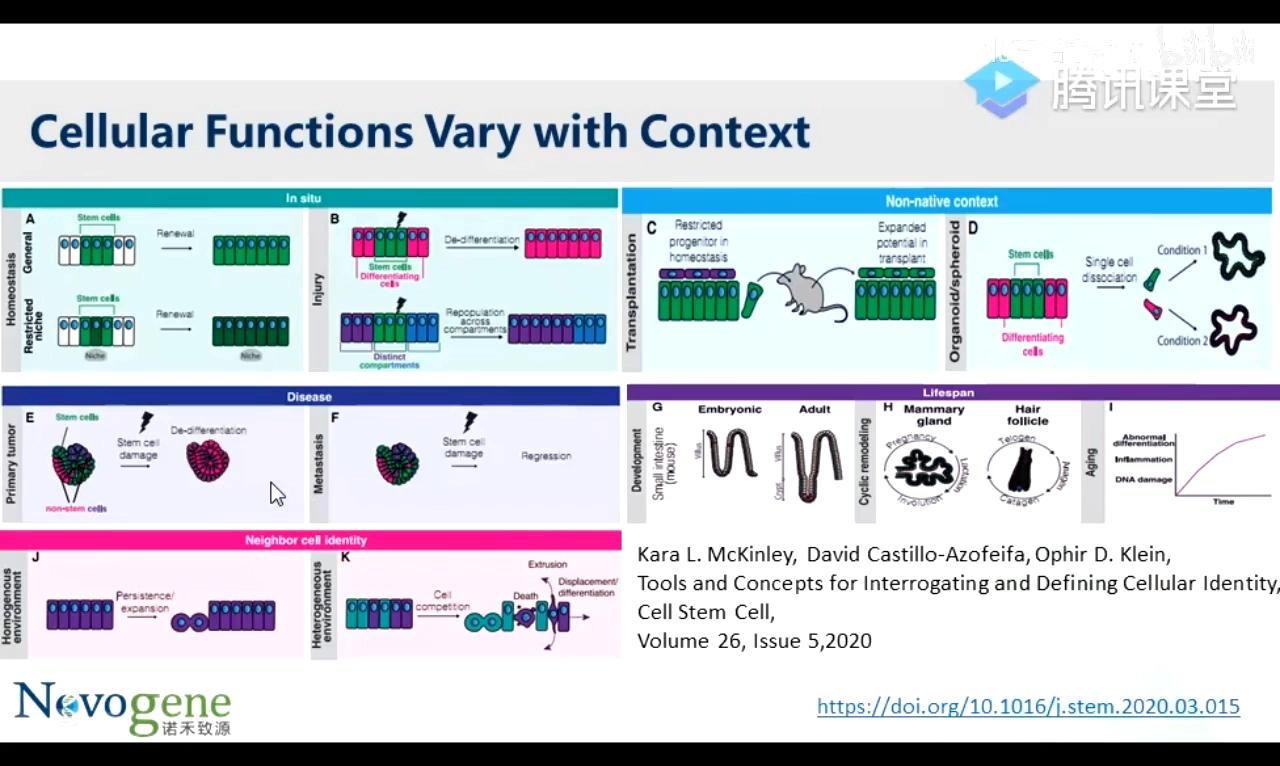 腾讯课堂
Cellular Functions Vary with Context
In situ
Homeostasis
General
A
Stem cells
Renewal
Restricted
niche
Stem cells
Renewal
Niche
Niche
Injury
B
De-differentiation
Stem cells
Differentiating
cells
Repopulation
across
compartments
Distinct
compartments
Non-native context
Transplantation
C
Restricted
progenitor in
homeostasis
Expanded
potential in
transplant
Organoid/spheroid
D
Stem cells
Single cell
dissociation
Condition 1
Differentiating
cells
Condition 2
Disease
Primary tumor
E
Stem cells
Stem cell
damage
De-differentiation
non-stem cells
Metastasis
F
Stem cell
damage
Regression
Lifespan
Development
G
Embryonic
Adult
Small intestine
(mouse)
Villus
Villus
Crypt
Cyclic remodeling
H
Mammary
gland
Pregnancy
Lactation
Involution
Hair
follicle
Telogen
Anagen
Catagen
Aging
I
Abnormal
differentiation
Inflammation
DNA damage
Time
Neighbor cell identity
Homogenous
environment
J
Persistence/
expansion
Heterogeneous
environment
K
Cell
competition
Extrusion
Death
Displacement/
differentiation
Kara L. McKinley, David Castillo-Azofeifa, Ophir D. Klein,
Tools and Concepts for Interrogating and Defining Cellular Identity,
Cell Stem Cell,
Volume 26, Issue 5,2020
Novogene
诺禾致源
https://doi.org/10.1016/j.stem.2020.03.015